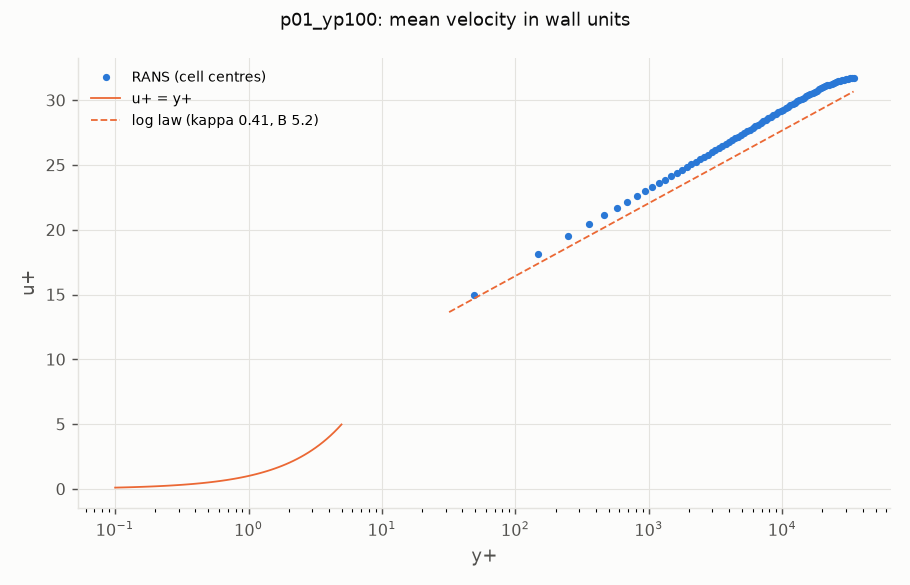 p01_yp100: mean velocity in wall units
RANS (cell centres)
u+ = y+
log law (kappa 0.41, B 5.2)
30
25
20
15
10
5
0
u+
10⁻¹
10⁰
10¹
10²
10³
10⁴
y+